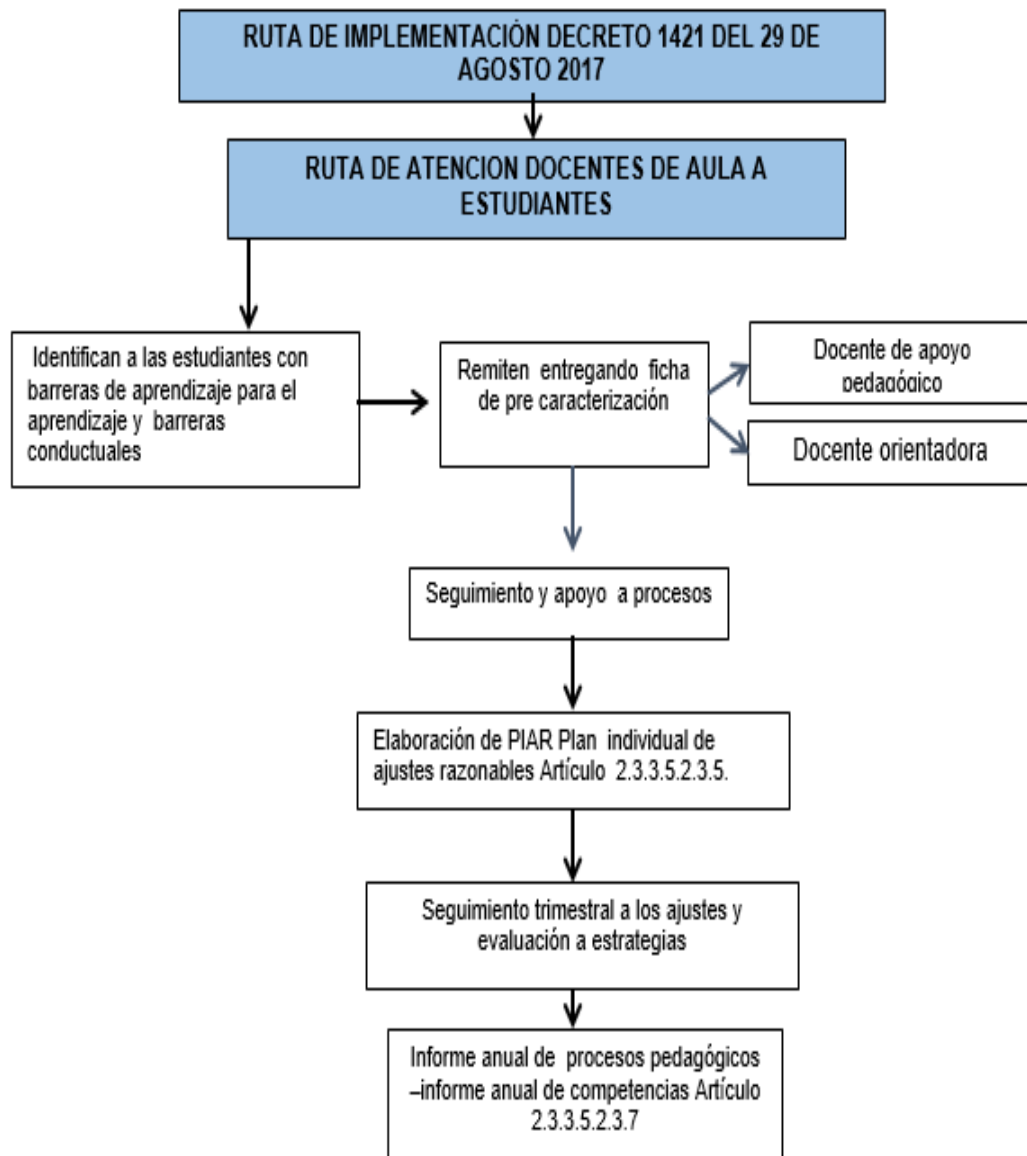 RUTA DE IMPLEMENTACIÓN DECRETO 1421 DEL 29 DE
AGOSTO 2017
RUTA DE ATENCION DOCENTES DE AULA A
ESTUDIANTES
Identifican a las estudiantes con
barreras de aprendizaje para el
aprendizaje y barreras
conductuales
Remiten entregando ficha
de pre caracterización
Docente de apoyo
pedagógico
Docente orientadora
Seguimiento y apoyo a procesos
Elaboración de PIAR Plan individual de
ajustes razonables Artículo 2.3.3.5.2.3.5.
Seguimiento trimestral a los ajustes y
evaluación a estrategias
Informe anual de procesos pedagógicos
–informe anual de competencias Artículo
2.3.3.5.2.3.7